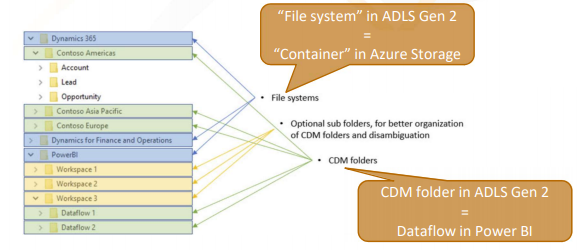 Dynamics 365
Contoso Americas
Account
Lead
Opportunity
Contoso Asia Pacific
Contoso Europe
Dynamics for Finance and Operations
PowerBI
Workspace 1
Workspace 2
Workspace 3
Dataflow 1
Dataflow 2
"File system" in ADLS Gen 2
=
"Container" in Azure Storage
• File systems
• Optional sub folders, for better organization
of CDM folders and disambiguation
• CDM folders
CDM folder in ADLS Gen 2
=
Dataflow in Power BI